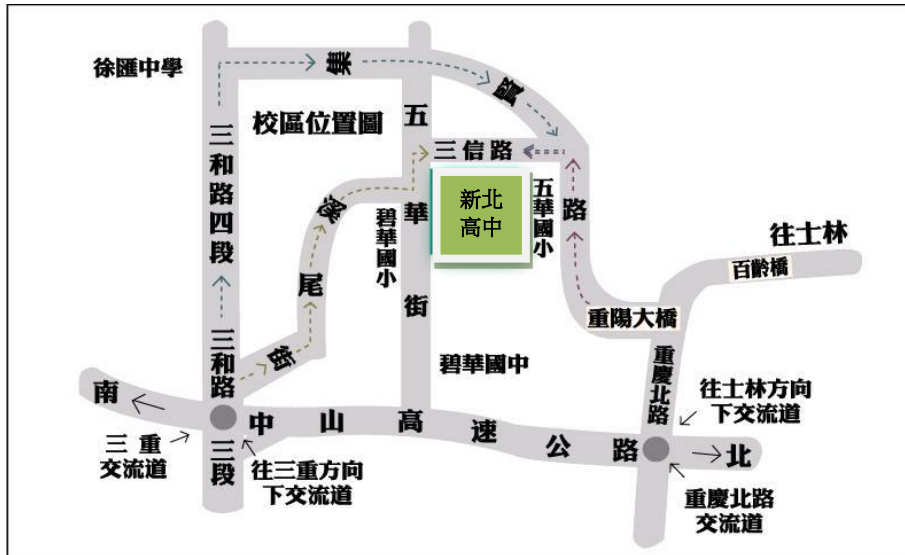 徐匯中學
集賢路
校區位置圖
五華街
三和路四段
三信路
新北
高中
五華國小
溪尾街
碧華國小
往士林
百齡橋
重陽大橋
重慶北路
碧華國中
三和路三段
南
北
中山高速公路
三重
交流道
往三重方向
下交流道
往士林方向
下交流道
重慶北路
交流道